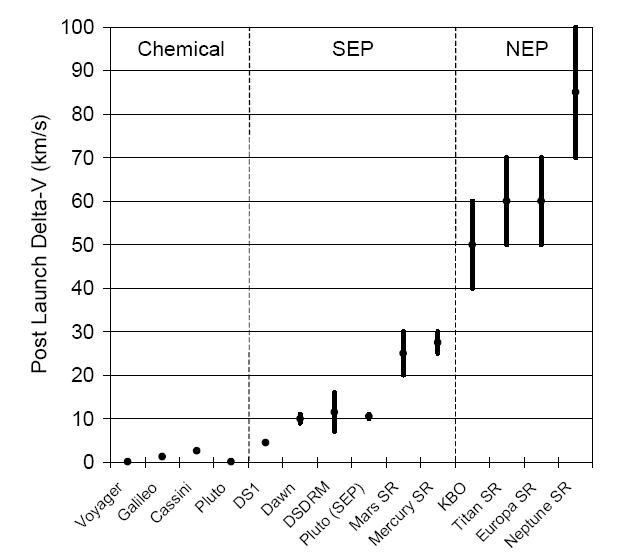 Chemical SEP NEP
Post Launch Delta-V (km/s)
100
90
80
70
60
50
40
30
20
10
0
Voyager
Galileo
Cassini
Pluto
DS1
Dawn
DSDRM
Pluto (SEP)
Mars SR
Mercury SR
KBO
Titan SR
Europa SR
Neptune SR